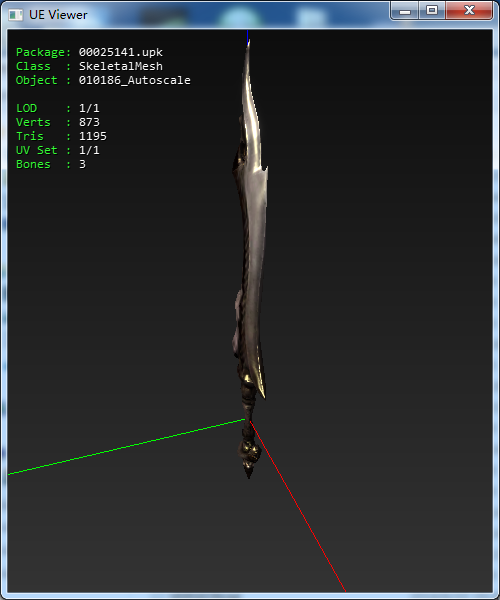 UE Viewer
Package: 00025141.upk
Class : SkeletalMesh
Object : 010186_Autoscale
LOD : 1/1
Verts : 873
Tris : 1195
UV Set : 1/1
Bones : 3